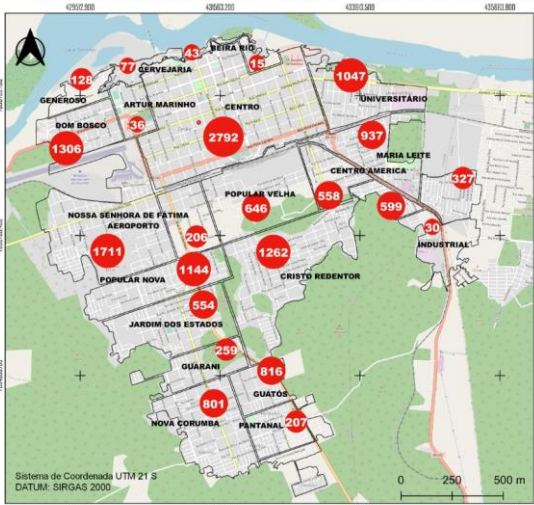 43
BEIRA RIO
77
CERVEJARIA
15
128
1047
GENEROSO
ARTUR MARINHO
CENTRO
UNIVERSITÁRIO
DOM BOSCO
36
2792
937
1306
MARIA LEITE
CENTRO AMERICA
327
POPULAR VELHA
558
646
599
NOSSA SENHORA DE FÁTIMA
AEROPORTO
206
30
1711
1262
INDUSTRIAL
1144
POPULAR NOVA
CRISTO REDENTOR
554
JARDIM DOS ESTADOS
259
GUARANI
816
GUATÓS
801
207
NOVA CORUMBA
PANTANAL
Sistema de Coordenada UTM 21 S
DATUM: SIRGAS 2000
0 250 500 m